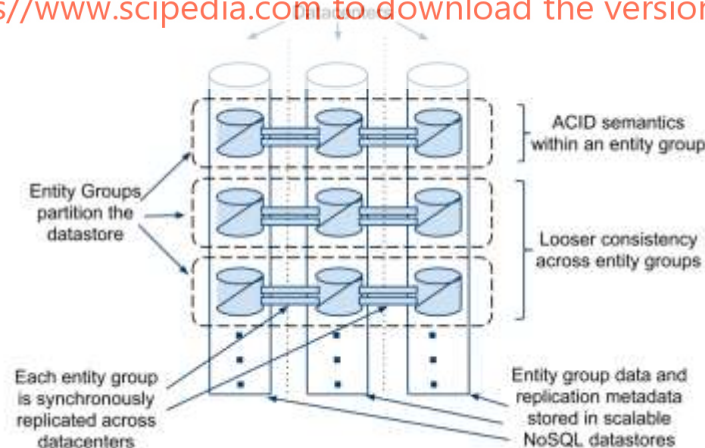 s//www.scipedia.com to download the version
Datacenters
ACID semantics
within an entity group
Entity Groups
partition the
datastore
Looser consistency
across entity groups
Each entity group
is synchronously
replicated across
datacenters
Entity group data and
replication metadata
stored in scalable
NoSQL datastores